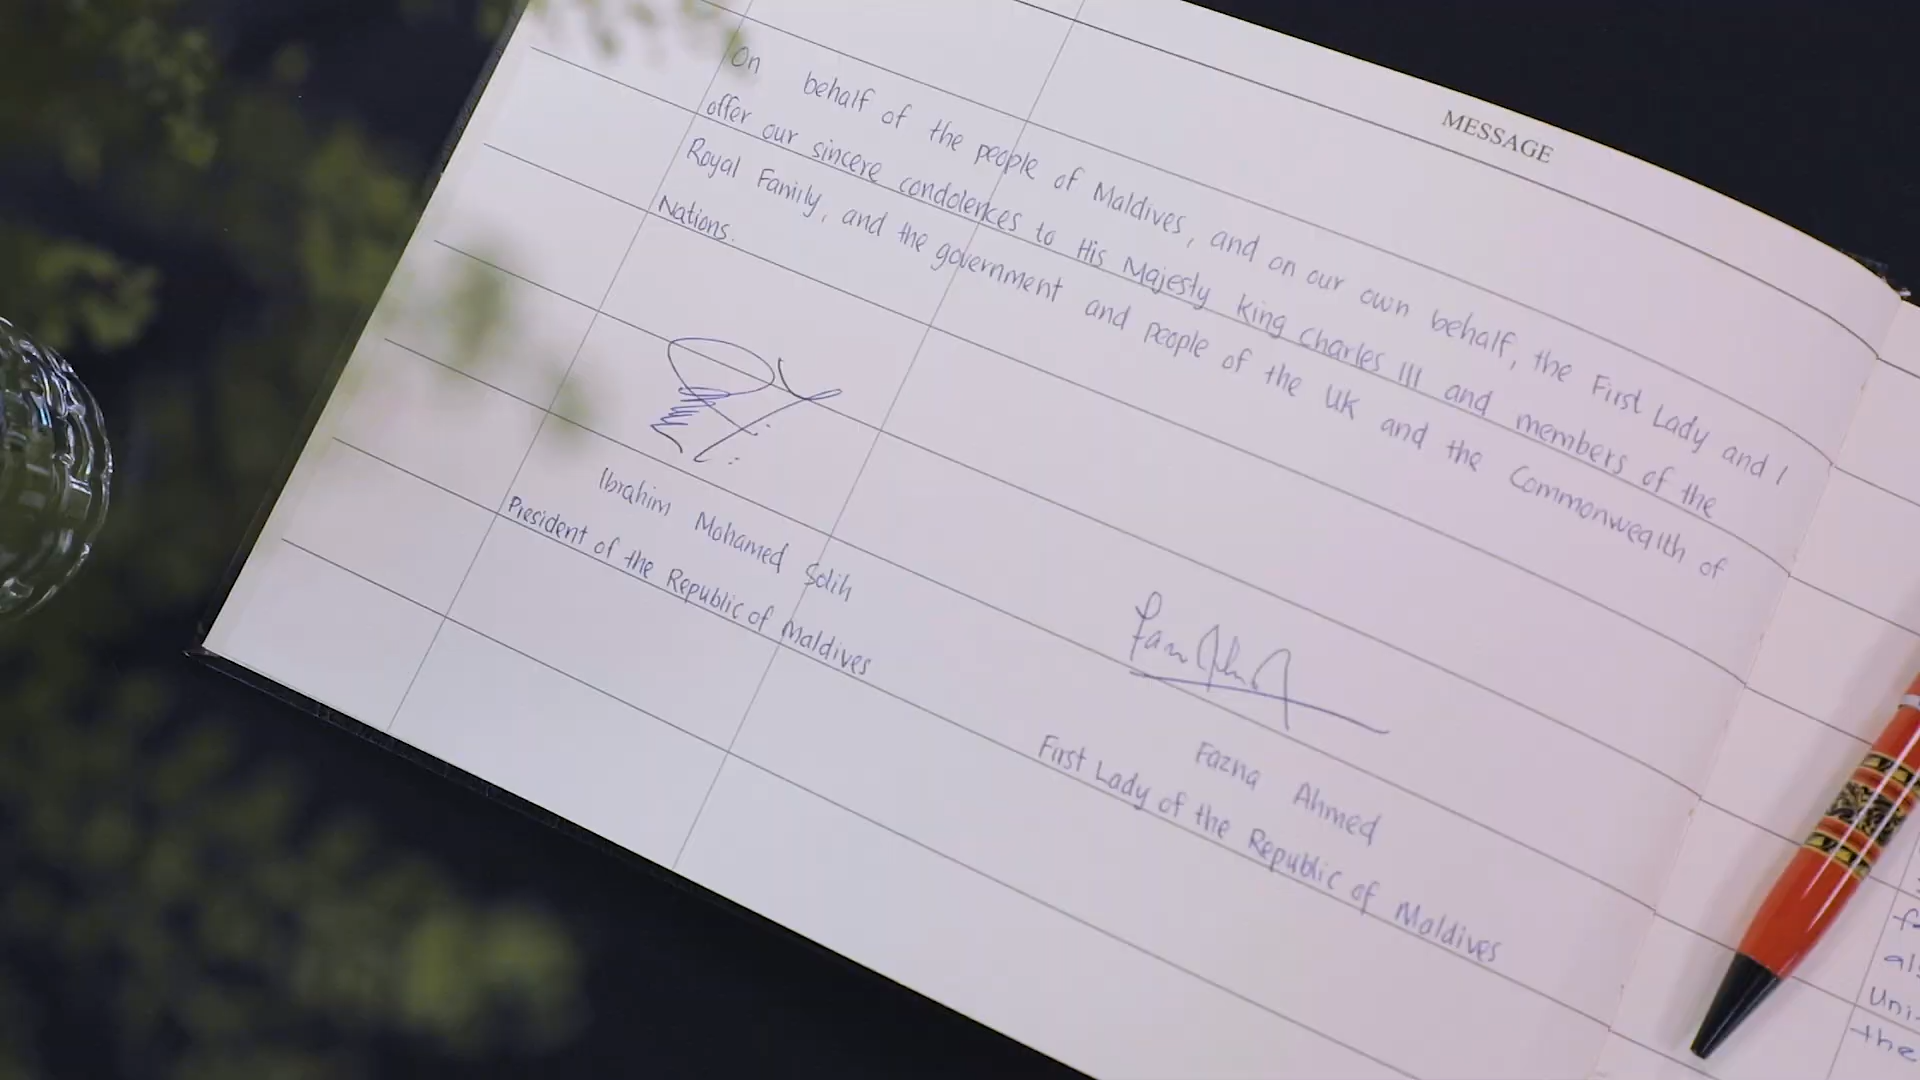 MESSAGE
On behalf of the people of Maldives, and on our own behalf, the First Lady and I
offer our sincere condolences to His Majesty King Charles III and members of the
Royal Family, and the government and people of the UK and the Commonwealth of
Nations.
Ibrahim Mohamed Solih
President of the Republic of Maldives
Fazna Ahmed
First Lady of the Republic of Maldives
the